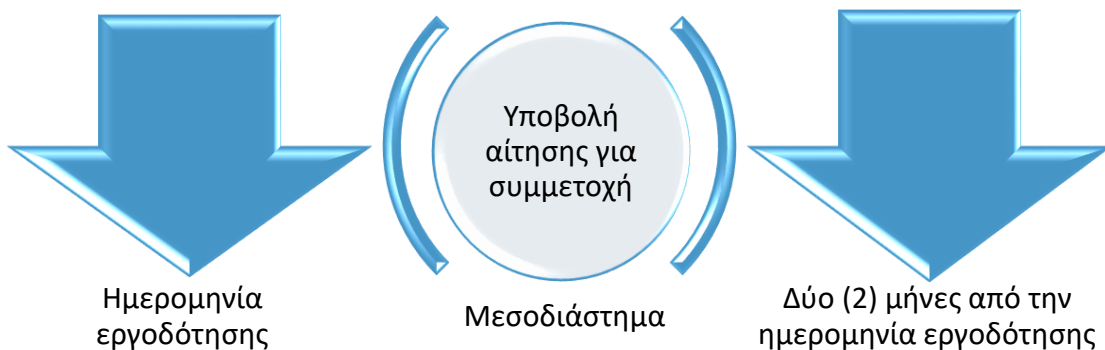 Υποβολή
αίτησης για
συμμετοχή
Ημερομηνία
εργοδότησης
Μεσοδιάστημα
Δύο (2) μήνες από την
ημερομηνία εργοδότησης